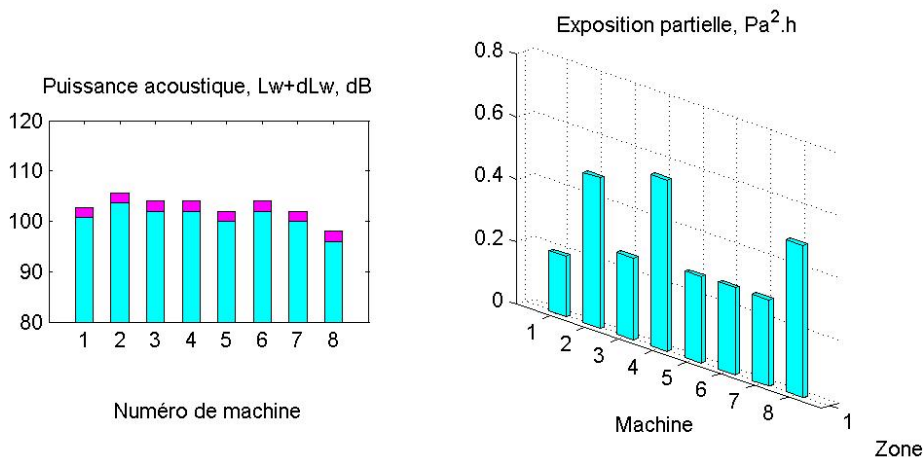 Puissance acoustique, Lw+dLw, dB
120
110
100
90
80
1 2 3 4 5 6 7 8
Numéro de machine
Exposition partielle, Pa².h
0.8
0.6
0.4
0.2
0
1 2 3 4 5 6 7 8
Machine
1
Zone